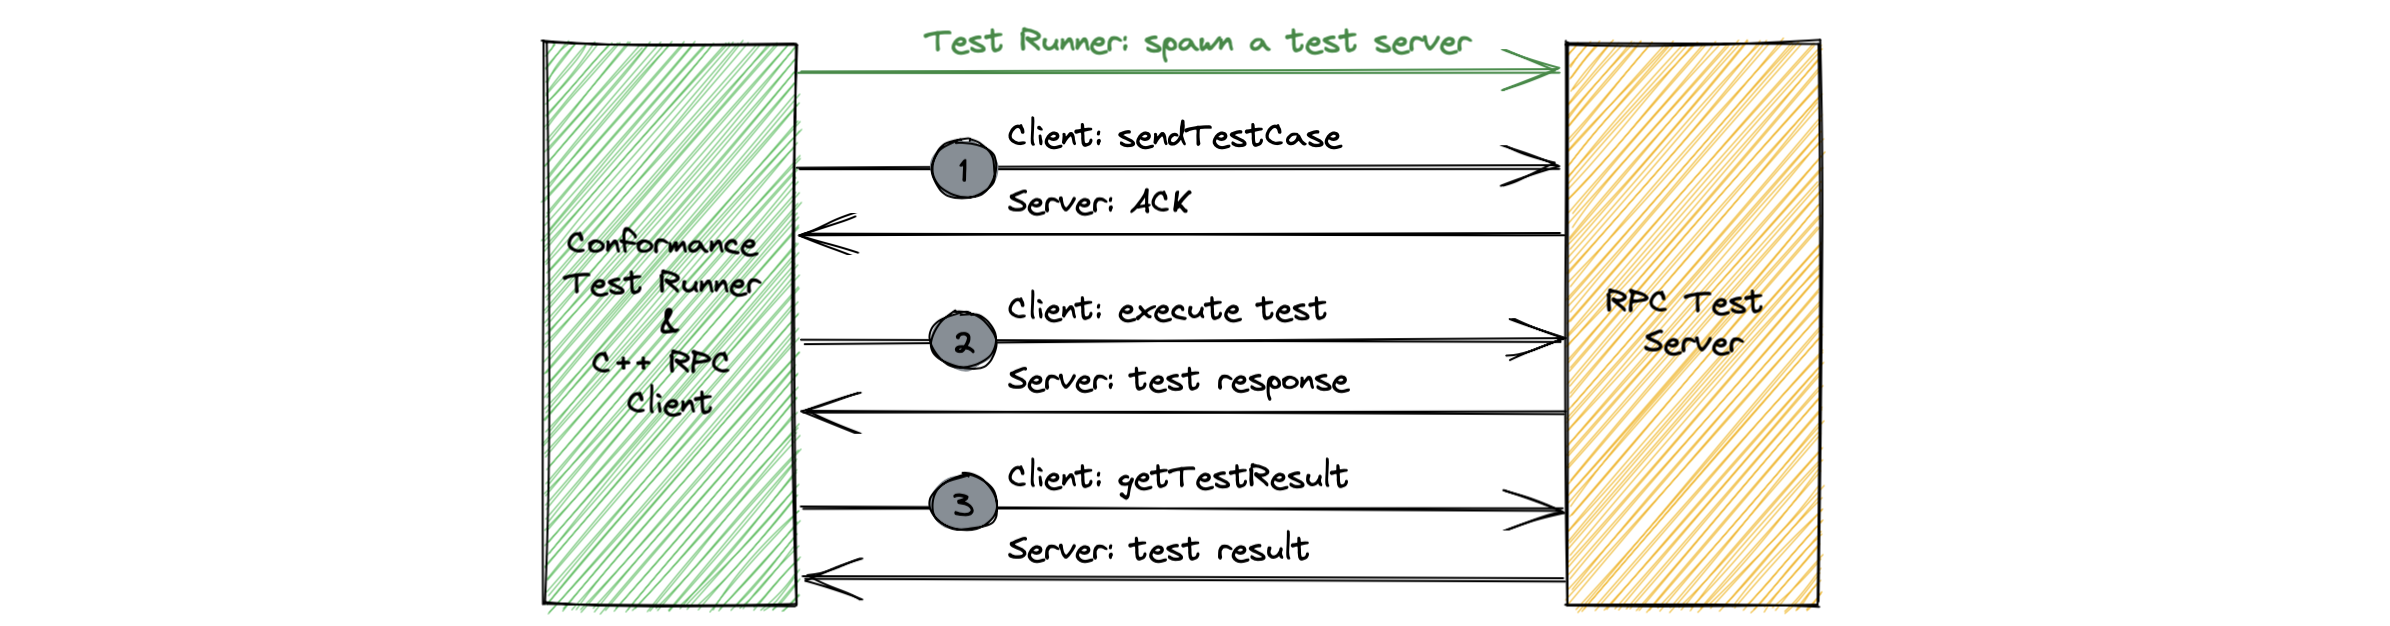 Test Runner: spawn a test server
Client: sendTestCase
1
Server: ACK
Conformance
Test Runner
&
C++ RPC
Client
Client: execute test
2
Server: test response
RPC Test
Server
Client: getTestResult
3
Server: test result